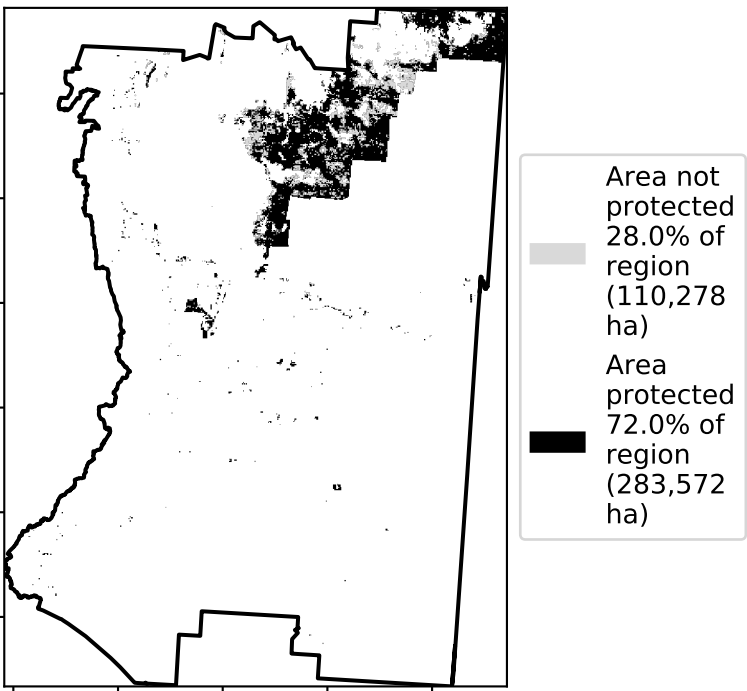 Area not
protected
28.0% of
region
(110,278
ha)
Area
protected
72.0% of
region
(283,572
ha)